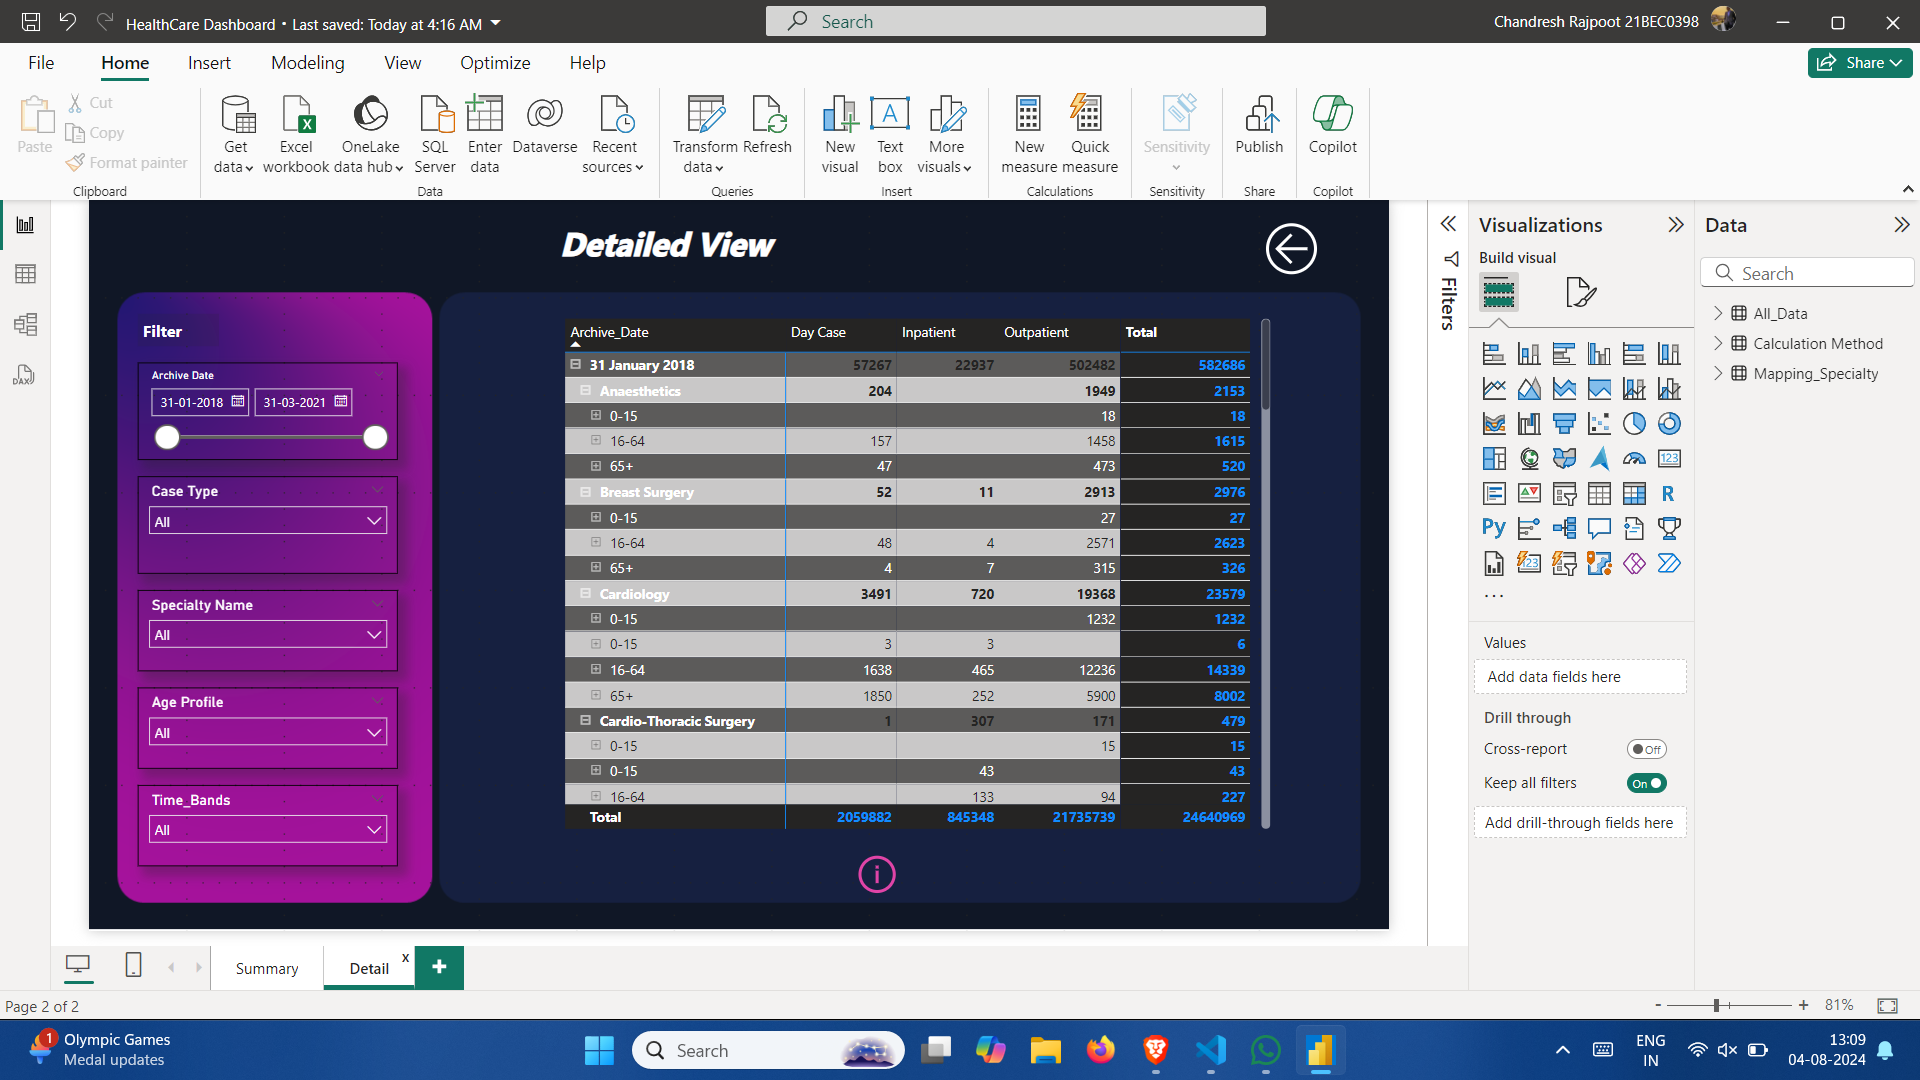 HealthCare Dashboard • Last saved: Today at 4:16 AM
Search
Chandresh Rajpoot 21BEC0398
File
Home
Insert
Modeling
View
Optimize
Help
Share
Paste
Cut
Copy
Format painter
Clipboard
Get data
Excel workbook
OneLake data hub
SQL Server
Enter data
Dataverse
Recent sources
Data
Transform data
Refresh
Queries
New visual
Text box
More visuals
Insert
New measure
Quick measure
Calculations
Sensitivity
Sensitivity
Publish
Share
Copilot
Copilot
Detailed View
Filter
Archive Date
31-01-2018 31-03-2021
Case Type
All
Specialty Name
All
Age Profile
All
Time_Bands
All
Archive_Date Day Case Inpatient Outpatient Total
31 January 2018 57267 22937 502482 582686
Anaesthetics 204 1949 2153
0-15 18 18
16-64 157 1458 1615
65+ 47 473 520
Breast Surgery 52 11 2913 2976
0-15 27 27
16-64 48 4 2571 2623
65+ 4 7 315 326
Cardiology 3491 720 19368 23579
0-15 1232 1232
0-15 3 3 6
16-64 1638 465 12236 14339
65+ 1850 252 5900 8002
Cardio-Thoracic Surgery 1 307 171 479
0-15 15 15
0-15 43 43
16-64 133 94 227
Total 2059882 845348 21735739 24640969
i
Filters
Visualizations
Build visual
123
R
Py
123
...
Values
Add data fields here
Drill through
Cross-report Off
Keep all filters On
Add drill-through fields here
Data
Search
All_Data
Calculation Method
Mapping_Specialty
DAX
Summary
Detail x
+
Page 2 of 2
- + 81%
1
Olympic Games
Medal updates
Search
ENG
IN
13:09
04-08-2024